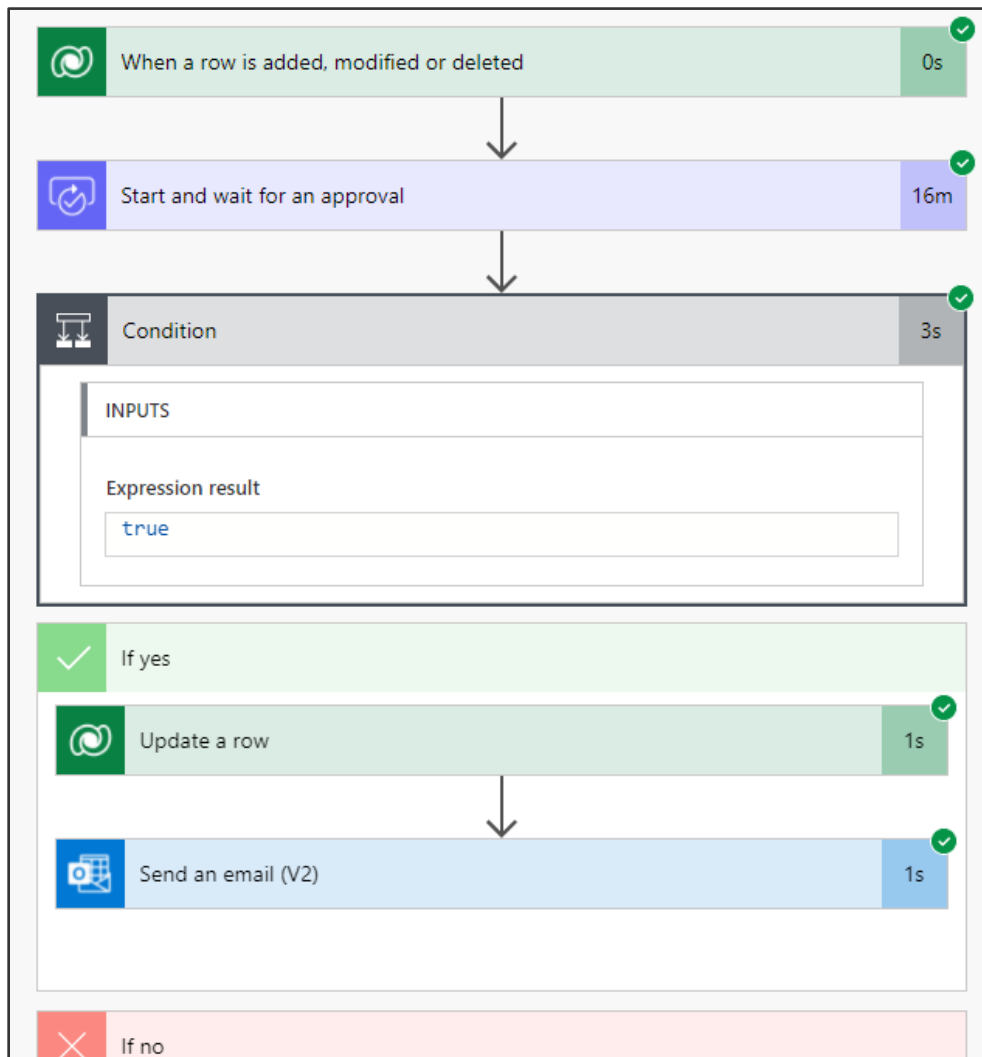 When a row is added, modified or deleted 0s
Start and wait for an approval 16m
Condition 3s
INPUTS
Expression result
true
If yes
Update a row 1s
Send an email (V2) 1s
If no